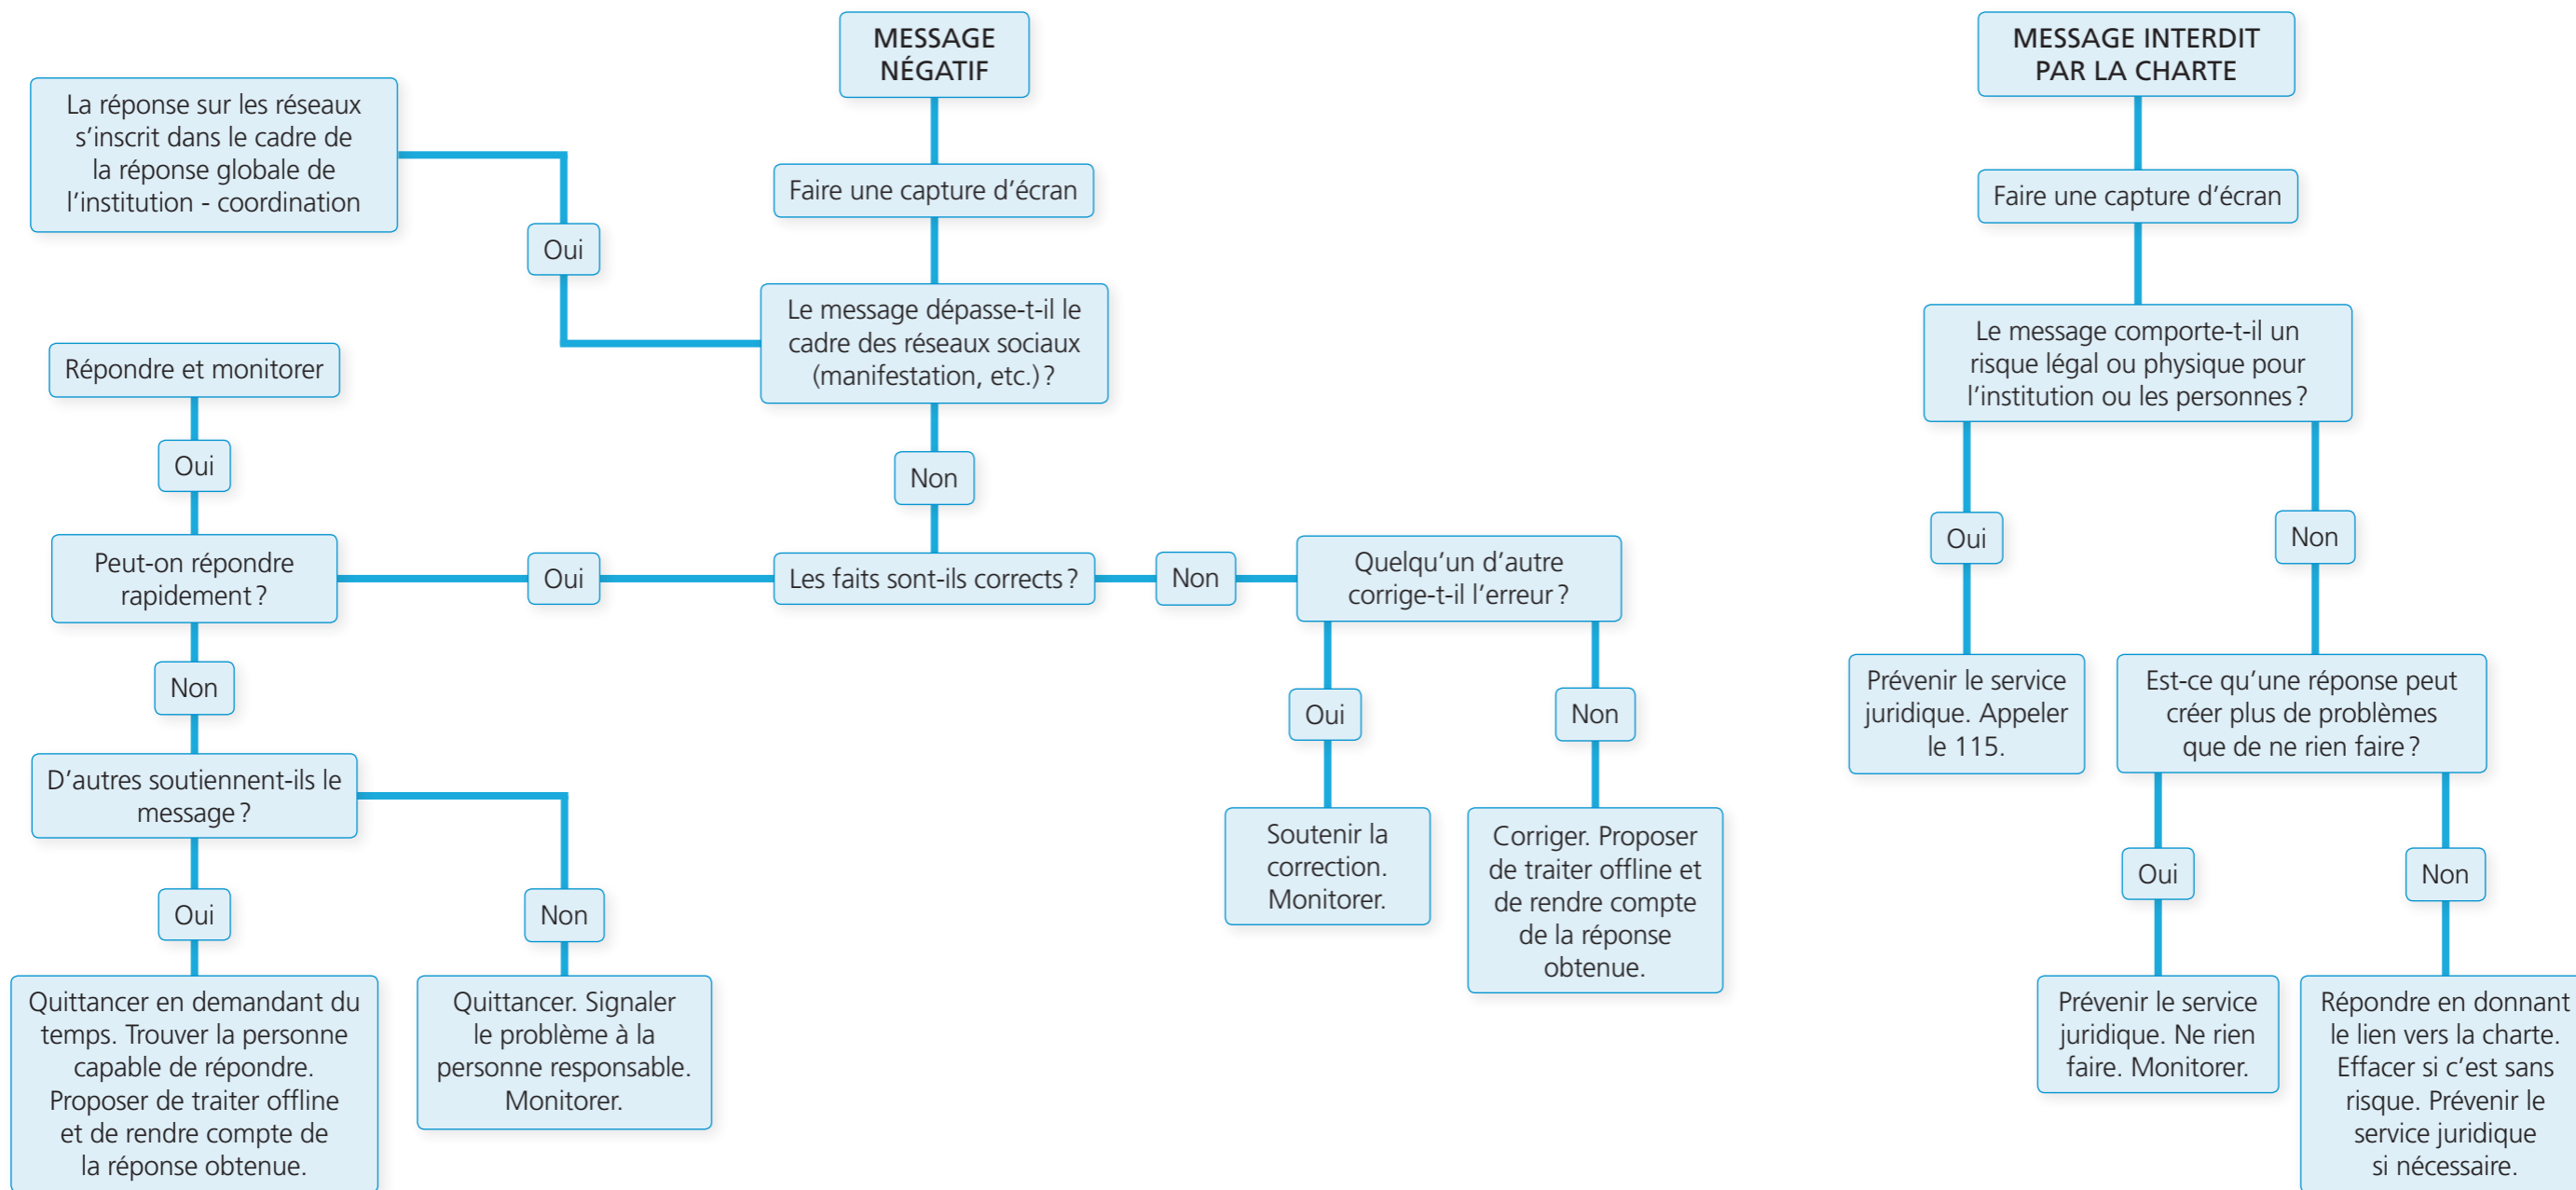 MESSAGE
NÉGATIF
Faire une capture d'écran
Le message dépasse-t-il le
cadre des réseaux sociaux
(manifestation, etc.) ?
Oui
La réponse sur les réseaux
s'inscrit dans le cadre de
la réponse globale de
l'institution - coordination
Non
Les faits sont-ils corrects ?
Oui
Peut-on répondre
rapidement ?
Oui
Répondre et monitorer
Non
D'autres soutiennent-ils le
message ?
Oui
Quittancer en demandant du
temps. Trouver la personne
capable de répondre.
Proposer de traiter offline
et de rendre compte de
la réponse obtenue.
Non
Quittancer. Signaler
le problème à la
personne responsable.
Monitorer.
Non
Quelqu'un d'autre
corrige-t-il l'erreur ?
Oui
Soutenir la
correction.
Monitorer.
Non
Corriger. Proposer
de traiter offline et
de rendre compte
de la réponse
obtenue.
MESSAGE INTERDIT
PAR LA CHARTE
Faire une capture d'écran
Le message comporte-t-il un
risque légal ou physique pour
l'institution ou les personnes ?
Oui
Prévenir le service
juridique. Appeler
le 115.
Non
Est-ce qu'une réponse peut
créer plus de problèmes
que de ne rien faire ?
Oui
Prévenir le service
juridique. Ne rien
faire. Monitorer.
Non
Répondre en donnant
le lien vers la charte.
Effacer si c'est sans
risque. Prévenir le
service juridique
si nécessaire.